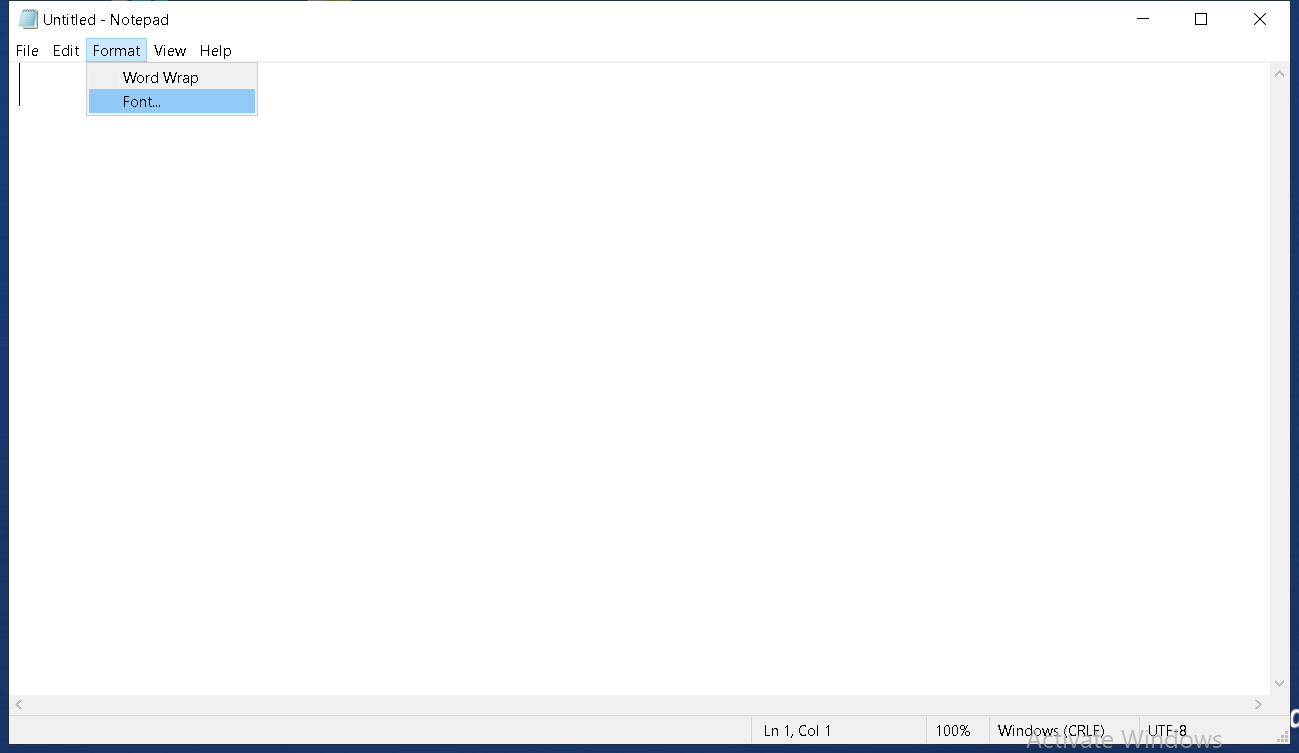 Untitled - Notepad
File Edit Format View Help
Word Wrap
Font...
Ln 1, Col 1 100% Windows (CRLF) UTF-8
Activate Windows